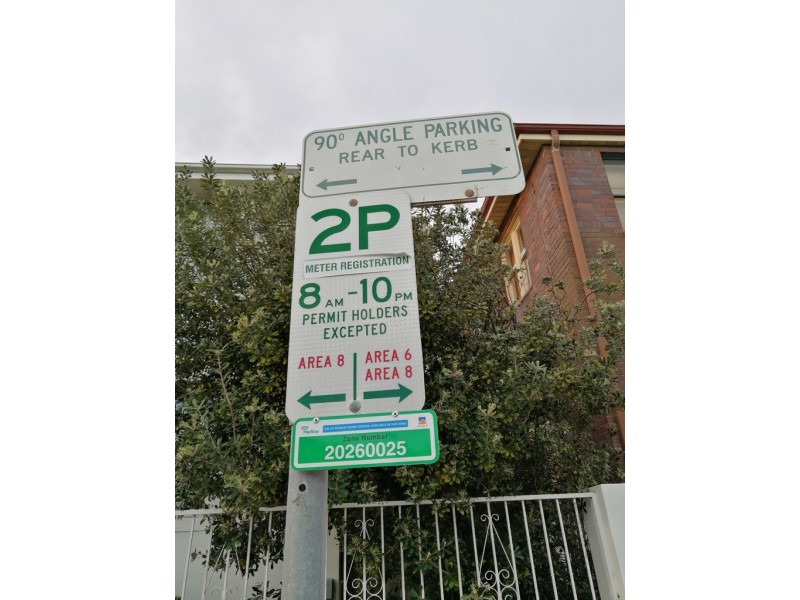 90° ANGLE PARKING
REAR TO KERB
2P
METER REGISTRATION
8 AM - 10 PM
PERMIT HOLDERS
EXCEPTED
AREA 8
AREA 6
AREA 8
Zone Number
20260025